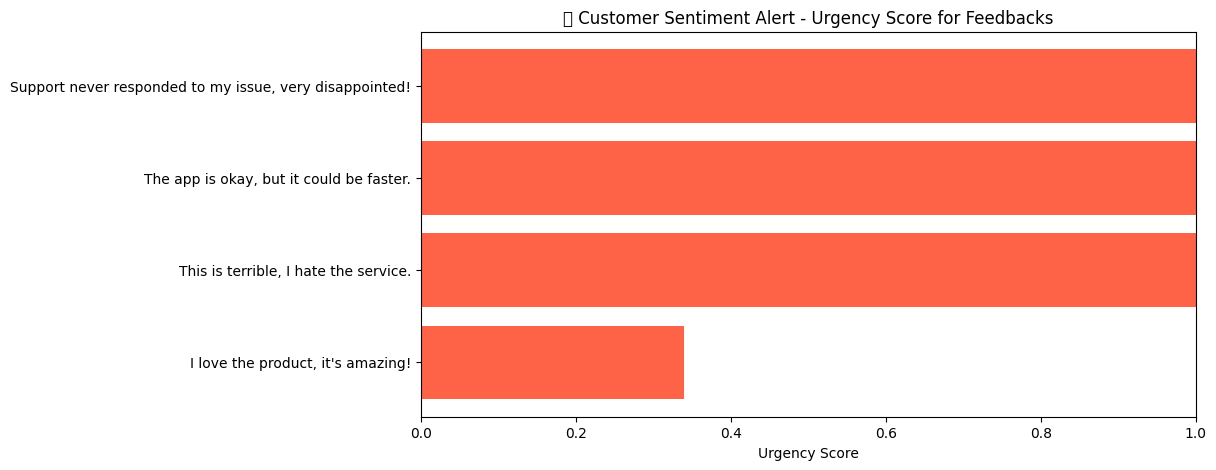 Customer Sentiment Alert - Urgency Score for Feedbacks
Support never responded to my issue, very disappointed!
The app is okay, but it could be faster.
This is terrible, I hate the service.
I love the product, it's amazing!
0.0 0.2 0.4 0.6 0.8 1.0
Urgency Score